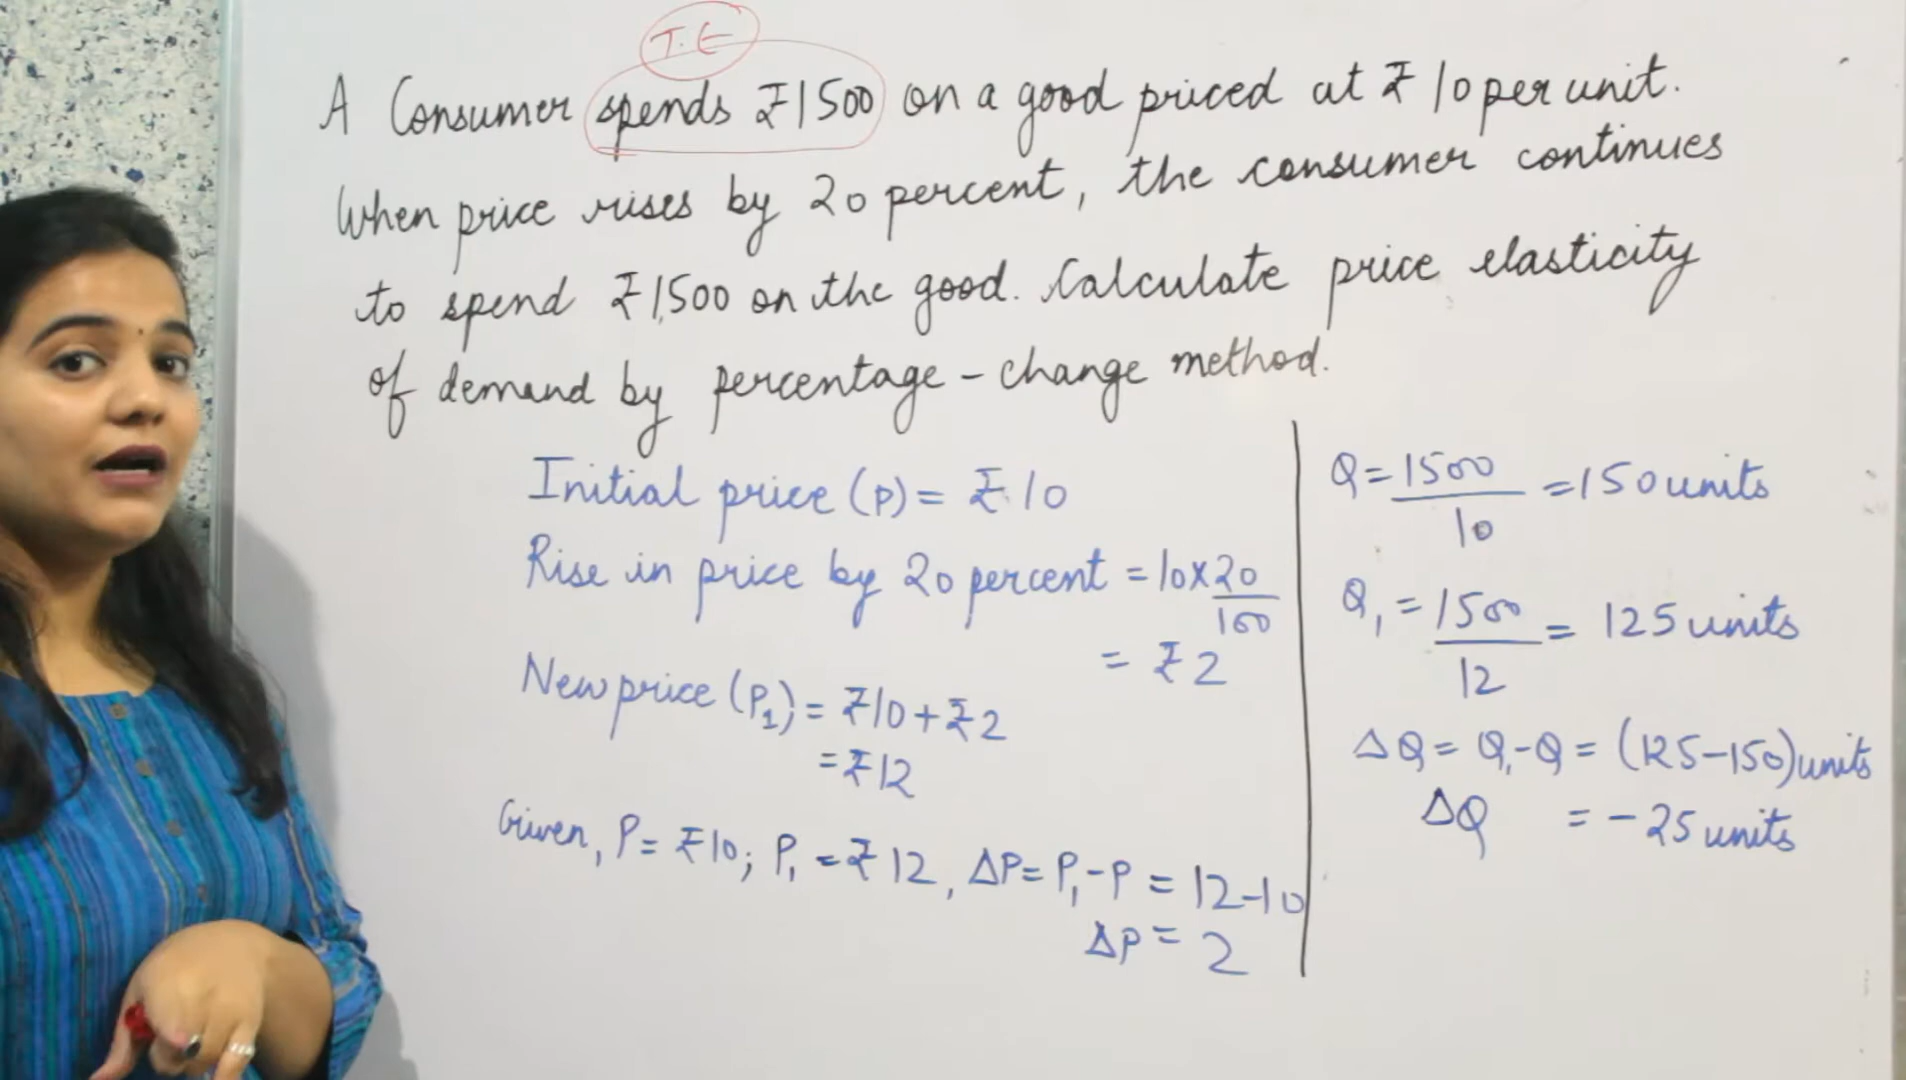 T.E
A Consumer spends ₹1500 on a good priced at ₹10 per unit.
When price rises by 20 percent, the consumer continues
to spend ₹1,500 on the good. Calculate price elasticity
of demand by percentage-change method.
Initial price (P) = ₹10
Rise in price by 20 percent = 10×20/100
= ₹2
New price (P₁) = ₹10+₹2
= ₹12
Given, P = ₹10; P₁ = ₹12, ΔP = P₁-P = 12-10
ΔP = 2
Q = 1500/10 = 150 units
Q₁ = 1500/12 = 125 units
ΔQ = Q₁-Q = (125-150) units
ΔQ = -25 units